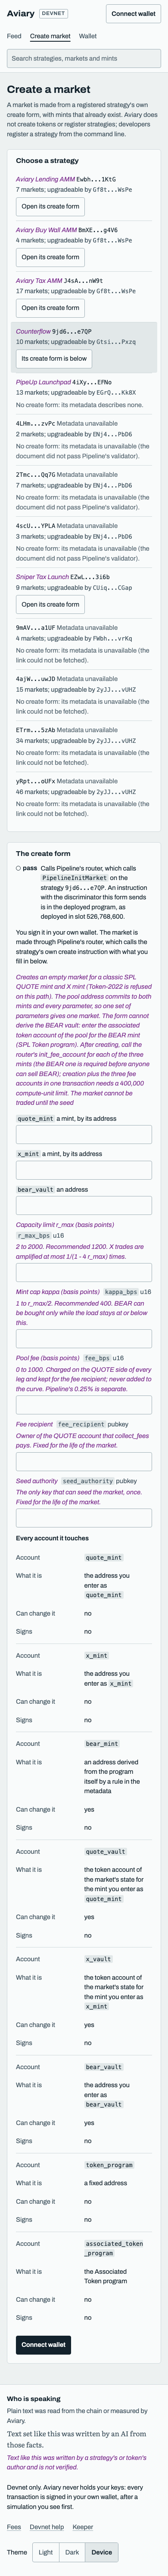 Aviary DEVNET Connect wallet
Feed Create market Wallet
Search strategies, markets and mints
Create a market
A market is made from a registered strategy's own
create form, with mints that already exist. Aviary does
not create coins or register strategies; developers
register a strategy from the command line.
Choose a strategy
Aviary Lending AMM Ewbh...1KtG
7 markets; upgradeable by Gf8t...WsPe
Open its create form
Aviary Buy Wall AMM BmXE...g4V6
4 markets; upgradeable by Gf8t...WsPe
Open its create form
Aviary Tax AMM J4sA...nW9t
17 markets; upgradeable by Gf8t...WsPe
Open its create form
Counterflow 9jd6...e7QP
10 markets; upgradeable by Gtsi...Pxzq
Its create form is below
PipeUp Launchpad 4iXy...EFNo
13 markets; upgradeable by EGrQ...Kk8X
No create form: its metadata describes none.
4LHm...zvPc Metadata unavailable
2 markets; upgradeable by ENj4...PbD6
No create form: its metadata is unavailable (the
document did not pass Pipeline's validator).
2Tmc...Qq7G Metadata unavailable
7 markets; upgradeable by ENj4...PbD6
No create form: its metadata is unavailable (the
document did not pass Pipeline's validator).
4scU...YPLA Metadata unavailable
3 markets; upgradeable by ENj4...PbD6
No create form: its metadata is unavailable (the
document did not pass Pipeline's validator).
Sniper Tax Launch EZwL...3i6b
9 markets; upgradeable by CUiq...CGap
Open its create form
9mAV...a1UF Metadata unavailable
4 markets; upgradeable by FWbh...vrKq
No create form: its metadata is unavailable (the
link could not be fetched).
4ajW...uwJD Metadata unavailable
15 markets; upgradeable by 2yJJ...vUHZ
No create form: its metadata is unavailable (the
link could not be fetched).
ETrm...5zAb Metadata unavailable
34 markets; upgradeable by 2yJJ...vUHZ
No create form: its metadata is unavailable (the
link could not be fetched).
yRpt...oUFx Metadata unavailable
46 markets; upgradeable by 2yJJ...vUHZ
No create form: its metadata is unavailable (the
link could not be fetched).
The create form
pass Calls Pipeline's router, which calls
PipelineInitMarket on the
strategy 9jd6...e7QP. An instruction
with the discriminator this form
sends is in the deployed program, as
deployed in slot 526,768,600.
You sign it in your own wallet. The market is
made through Pipeline's router, which calls the
strategy's own create instruction with what you
fill in below.
Creates an empty market for a classic SPL
QUOTE mint and X mint (Token-2022 is refused
on this path). The pool address commits to both
mints and every parameter, so one set of
parameters gives one market. The form cannot
derive the BEAR vault: enter the associated
token account of the pool for the BEAR mint
(SPL Token program). After creating, call the
router's init_fee_account for each of the three
mints (the BEAR one is required before anyone
can sell BEAR); creation plus the three fee
accounts in one transaction needs a 400,000
compute-unit limit. The market cannot be
traded until the seed
quote_mint a mint, by its address
x_mint a mint, by its address
bear_vault an address
Capacity limit r_max (basis points)
r_max_bps u16
2 to 2000. Recommended 1200. X trades are
amplified at most 1/(1 - 4 r_max) times.
Mint cap kappa (basis points) kappa_bps u16
1 to r_max/2. Recommended 400. BEAR can
be bought only while the load stays at or below
this.
Pool fee (basis points) fee_bps u16
0 to 1000. Charged on the QUOTE side of every
leg and kept for the fee recipient; never added to
the curve. Pipeline's 0.25% is separate.
Fee recipient fee_recipient pubkey
Owner of the QUOTE account that collect_fees
pays. Fixed for the life of the market.
Seed authority seed_authority pubkey
The only key that can seed the market, once.
Fixed for the life of the market.
Every account it touches
Account quote_mint
What it is the address you
enter as
quote_mint
Can change it no
Signs no
Account x_mint
What it is the address you
enter as x_mint
Can change it no
Signs no
Account bear_mint
What it is an address derived
from the program
itself by a rule in the
metadata
Can change it yes
Signs no
Account quote_vault
What it is the token account of
the market's state for
the mint you enter as
quote_mint
Can change it yes
Signs no
Account x_vault
What it is the token account of
the market's state for
the mint you enter as
x_mint
Can change it yes
Signs no
Account bear_vault
What it is the address you
enter as
bear_vault
Can change it yes
Signs no
Account token_program
What it is a fixed address
Can change it no
Signs no
Account associated_token
_program
What it is the Associated
Token program
Can change it no
Signs no
Connect wallet
Who is speaking
Plain text was read from the chain or measured by
Aviary.
Text set like this was written by an AI from
those facts.
Text like this was written by a strategy's or token's
author and is not verified.
Devnet only. Aviary never holds your keys: every
transaction is signed in your own wallet, after a
simulation you see first.
Fees Devnet help Keeper
Theme Light Dark Device